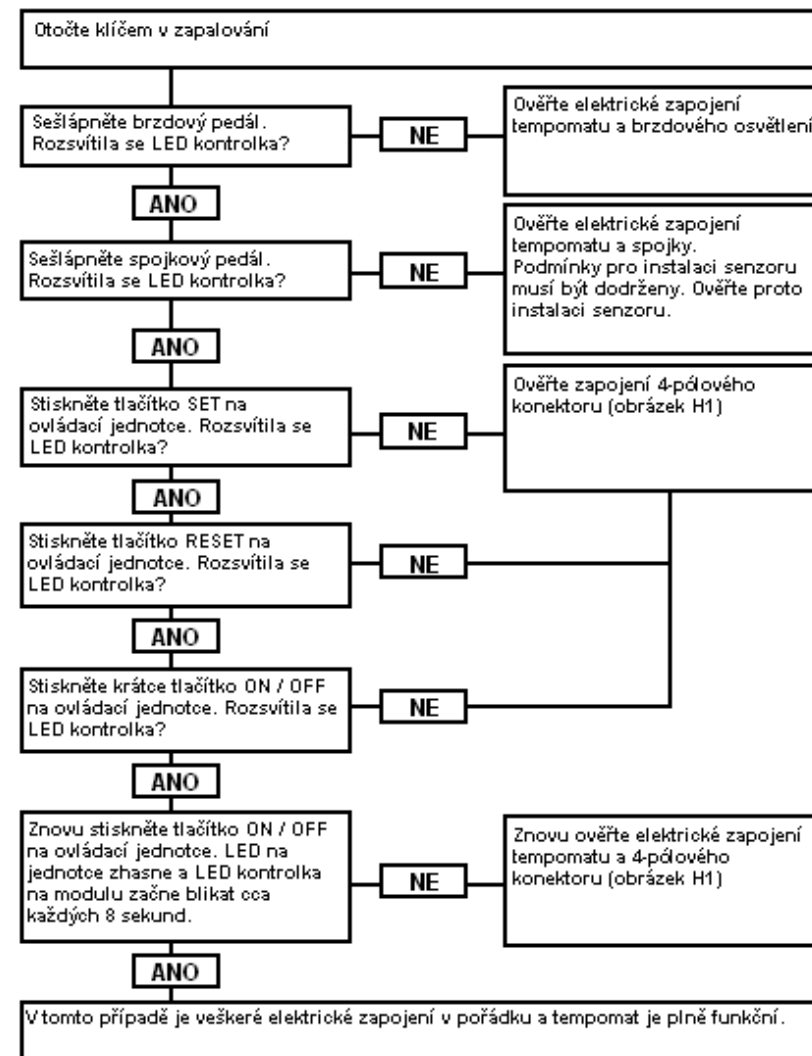 Otočte klíčem v zapalování
Sešlápněte brzdový pedál.
Rozsvítila se LED kontrolka?
NE
Ověřte elektrické zapojení
tempomatu a brzdového osvětlení
ANO
Sešlápněte spojkový pedál.
Rozsvítila se LED kontrolka?
NE
Ověřte elektrické zapojení
tempomatu a spojky.
Podmínky pro instalaci senzoru
musí být dodrženy. Ověřte proto
instalaci senzoru.
ANO
Stiskněte tlačítko SET na
ovládací jednotce. Rozsvítila se
LED kontrolka?
NE
Ověřte zapojení 4-pólového
konektoru (obrázek H1)
ANO
Stiskněte tlačítko RESET na
ovládací jednotce. Rozsvítila se
LED kontrolka?
NE
ANO
Stiskněte krátce tlačítko ON / OFF
na ovládací jednotce. Rozsvítila se
LED kontrolka?
NE
ANO
Znovu stiskněte tlačítko ON / OFF
na ovládací jednotce. LED na
jednotce zhasne a LED kontrolka
na modulu začne blikat cca
každých 8 sekund.
NE
Znovu ověřte elektrické zapojení
tempomatu a 4-pólového
konektoru (obrázek H1)
ANO
V tomto případě je veškeré elektrické zapojení v pořádku a tempomat je plně funkční.